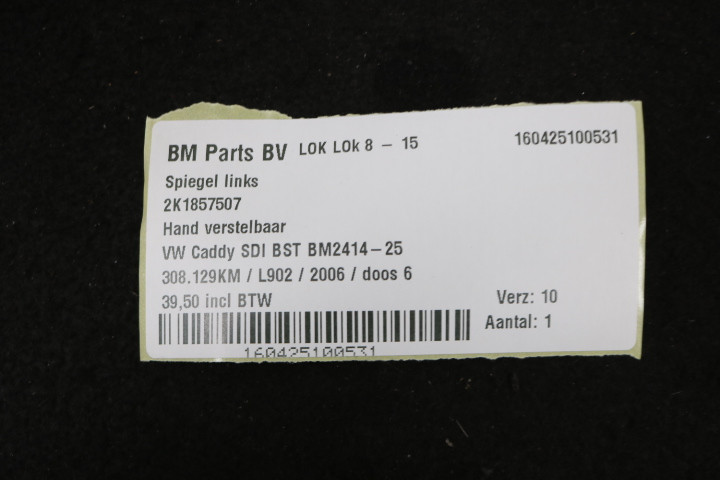 BM Parts BV LOK LOk 8 - 15 160425100531
Spiegel links
2K1857507
Hand verstelbaar
VW Caddy SDI BST BM2414-25
308.129KM / L902 / 2006 / doos 6
39,50 incl BTW Verz: 10
Aantal: 1
160425100531